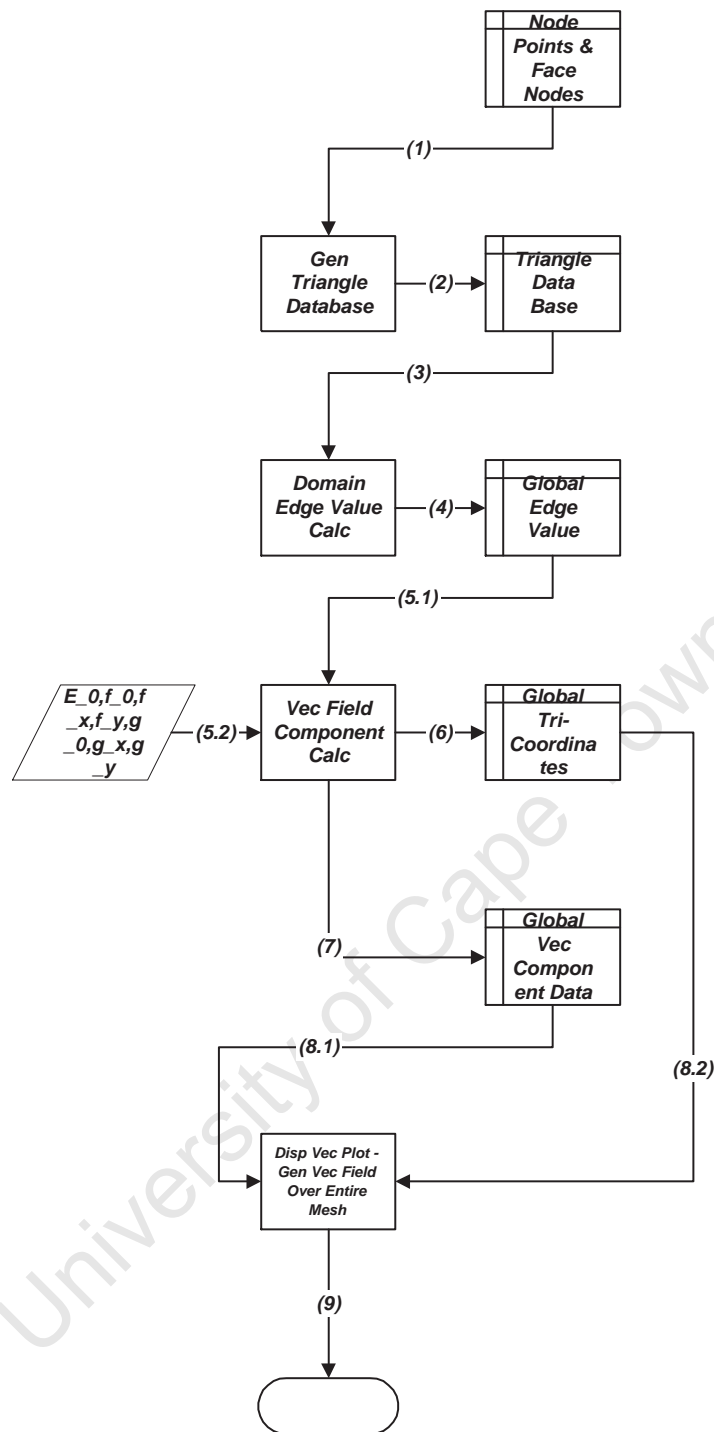 Node
Points &
Face
Nodes
(1)
Gen
Triangle
Database
(2)
Triangle
Data
Base
(3)
Domain
Edge Value
Calc
(4)
Global
Edge
Value
(5.1)
E_0,f_0,f
_x,f_y,g
_0,g_x,g
_y
(5.2)
Vec Field
Component
Calc
(6)
Global
Tri-
Coordina
tes
(7)
Global
Vec
Compon
ent Data
(8.1)
(8.2)
Disp Vec Plot -
Gen Vec Field
Over Entire
Mesh
(9)
University of Cape Town